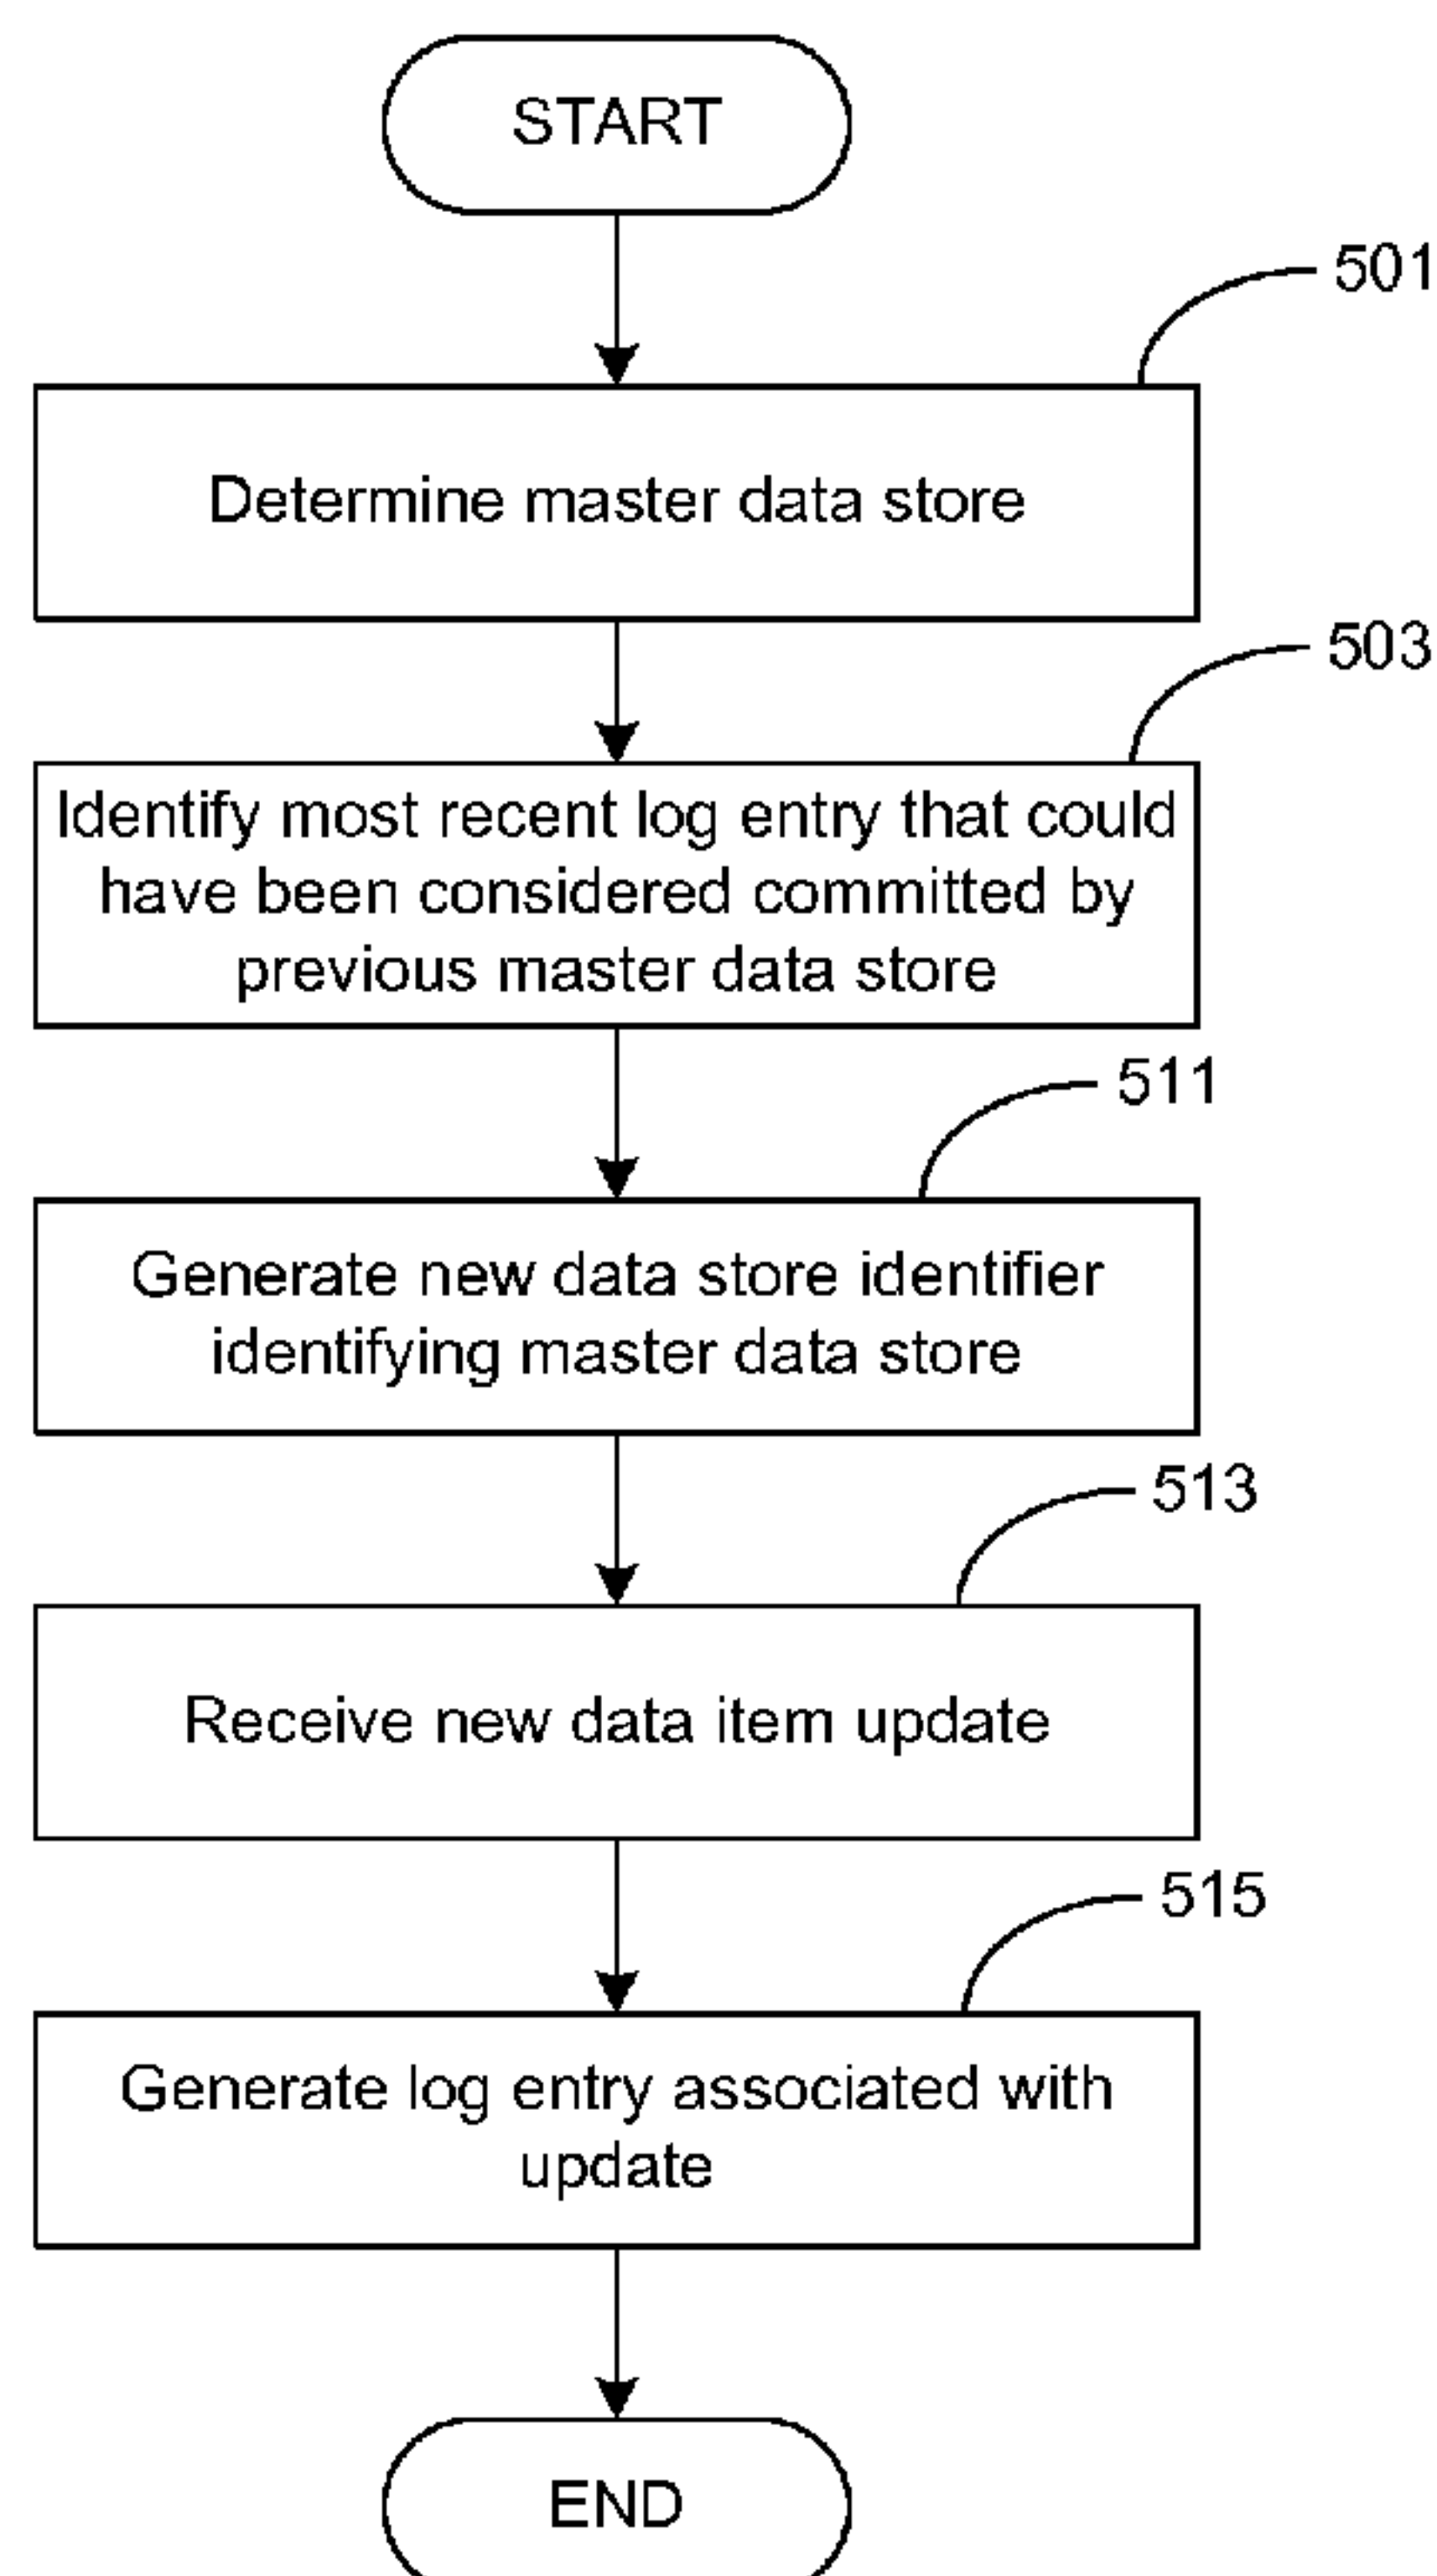 START
501
Determine master data store
503
Identify most recent log entry that could
have been considered committed by
previous master data store
511
Generate new data store identifier
identifying master data store
513
Receive new data item update
515
Generate log entry associated with
update
END